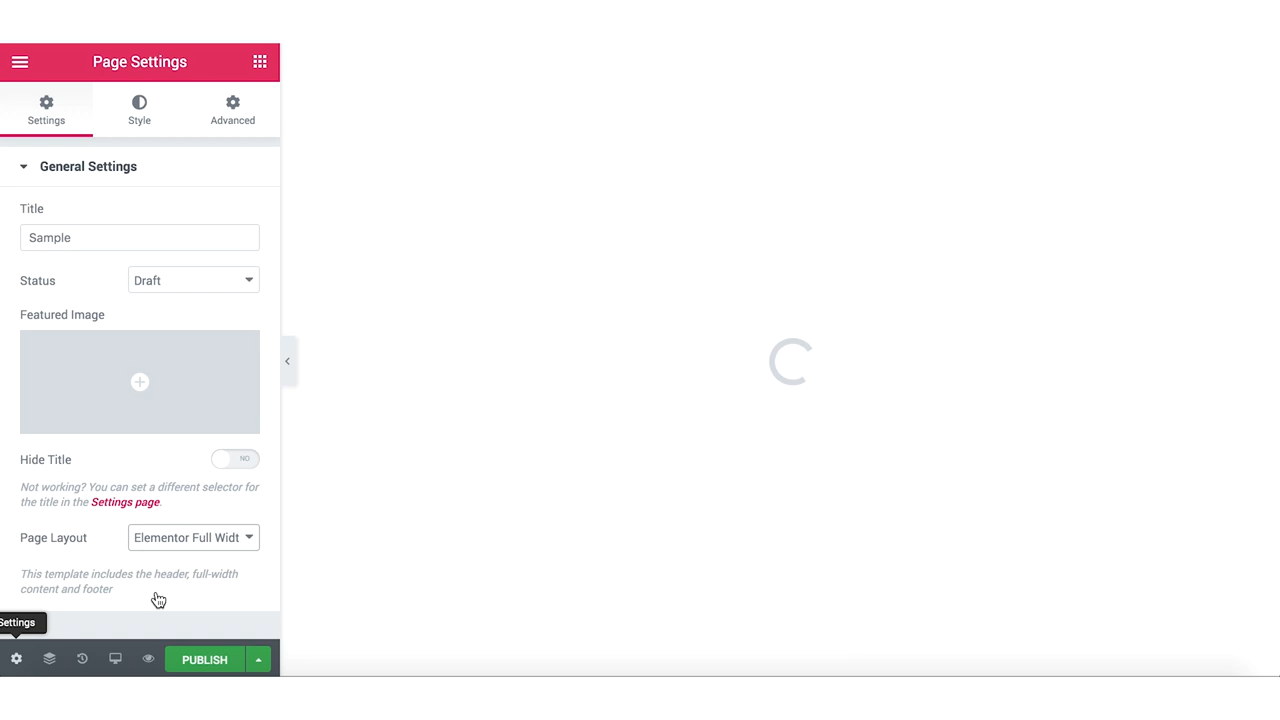 Page Settings
Settings
Style
Advanced
General Settings
Title
Sample
Status
Draft
Featured Image
Hide Title
NO
Not working? You can set a different selector for
the title in the Settings page.
Page Layout
Elementor Full Widt
This template includes the header, full-width
content and footer
Settings
PUBLISH